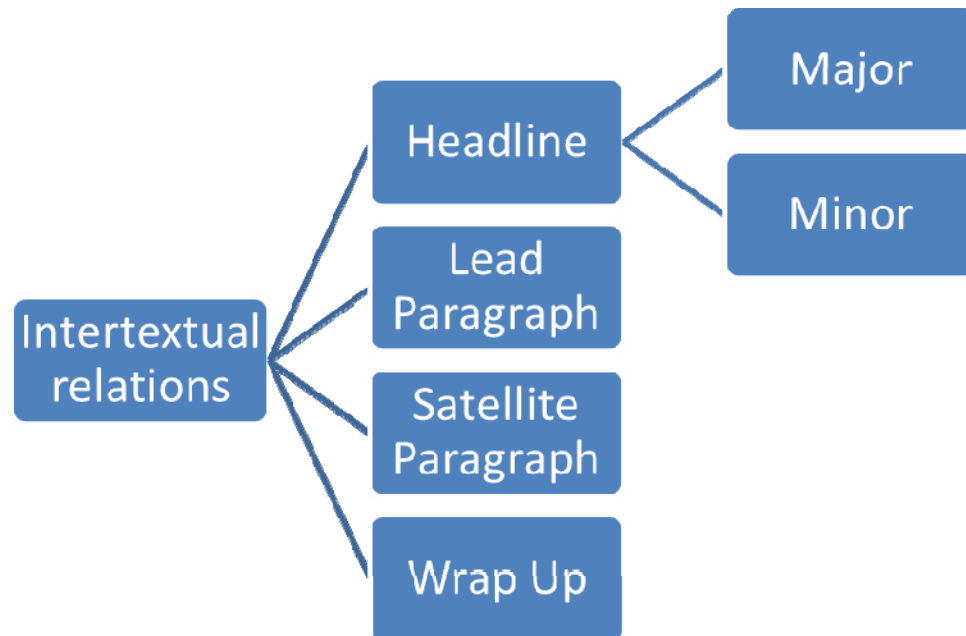 Intertextual
relations
Headline
Major
Minor
Lead
Paragraph
Satellite
Paragraph
Wrap Up